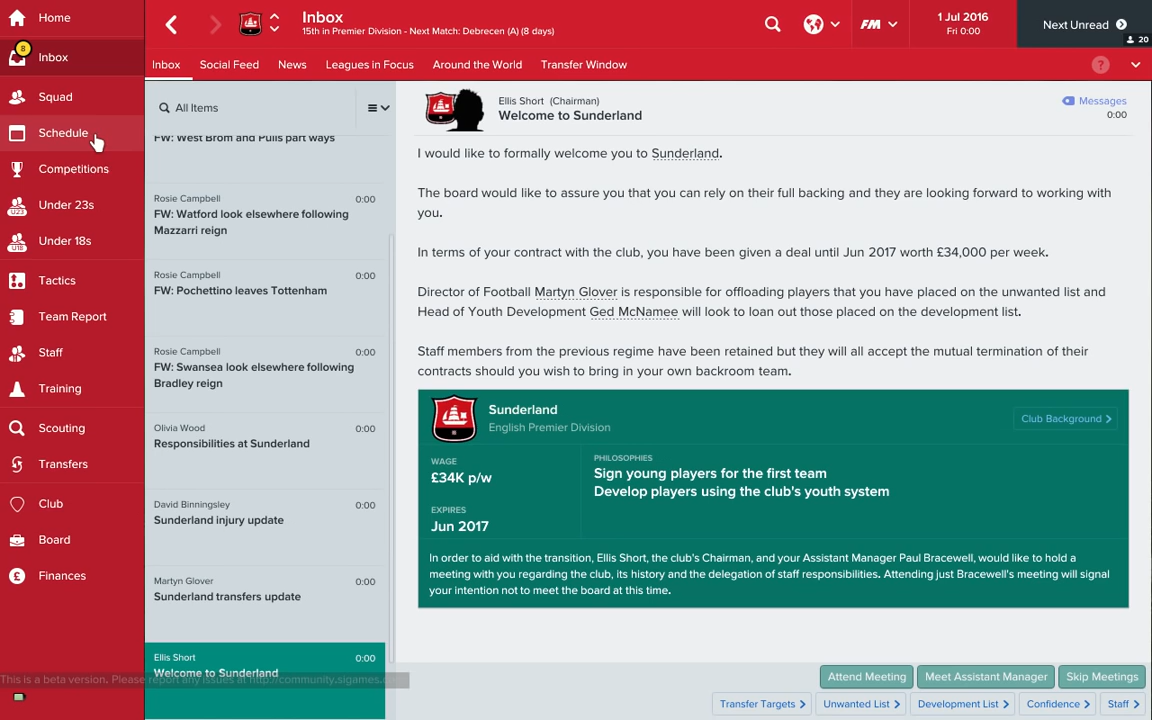 Home
8
Inbox
Squad
Schedule
Competitions
U23
Under 23s
U18
Under 18s
Tactics
Team Report
Staff
Training
Scouting
Transfers
Club
Board
Finances
Inbox
15th in Premier Division - Next Match: Debrecen (A) (8 days)
FM
1 Jul 2016
Fri 0:00
Next Unread
20
Inbox
Social Feed
News
Leagues in Focus
Around the World
Transfer Window
?
All Items
FW: West Brom and Pulis part ways
Rosie Campbell 0:00
FW: Watford look elsewhere following
Mazzarri reign
Rosie Campbell 0:00
FW: Pochettino leaves Tottenham
Rosie Campbell 0:00
FW: Swansea look elsewhere following
Bradley reign
Olivia Wood 0:00
Responsibilities at Sunderland
David Binningsley 0:00
Sunderland injury update
Martyn Glover 0:00
Sunderland transfers update
Ellis Short 0:00
Welcome to Sunderland
This is a beta version. Please report any issues at http://community.sigames.c
Ellis Short (Chairman)
Welcome to Sunderland
Messages
0:00
I would like to formally welcome you to Sunderland.
The board would like to assure you that you can rely on their full backing and they are looking forward to working with
you.
In terms of your contract with the club, you have been given a deal until Jun 2017 worth £34,000 per week.
Director of Football Martyn Glover is responsible for offloading players that you have placed on the unwanted list and
Head of Youth Development Ged McNamee will look to loan out those placed on the development list.
Staff members from the previous regime have been retained but they will all accept the mutual termination of their
contracts should you wish to bring in your own backroom team.
Sunderland
English Premier Division
Club Background
WAGE
£34K p/w
EXPIRES
Jun 2017
PHILOSOPHIES
Sign young players for the first team
Develop players using the club's youth system
In order to aid with the transition, Ellis Short, the club's Chairman, and your Assistant Manager Paul Bracewell, would like to hold a
meeting with you regarding the club, its history and the delegation of staff responsibilities. Attending just Bracewell's meeting will signal
your intention not to meet the board at this time.
Attend Meeting
Meet Assistant Manager
Skip Meetings
Transfer Targets
Unwanted List
Development List
Confidence
Staff